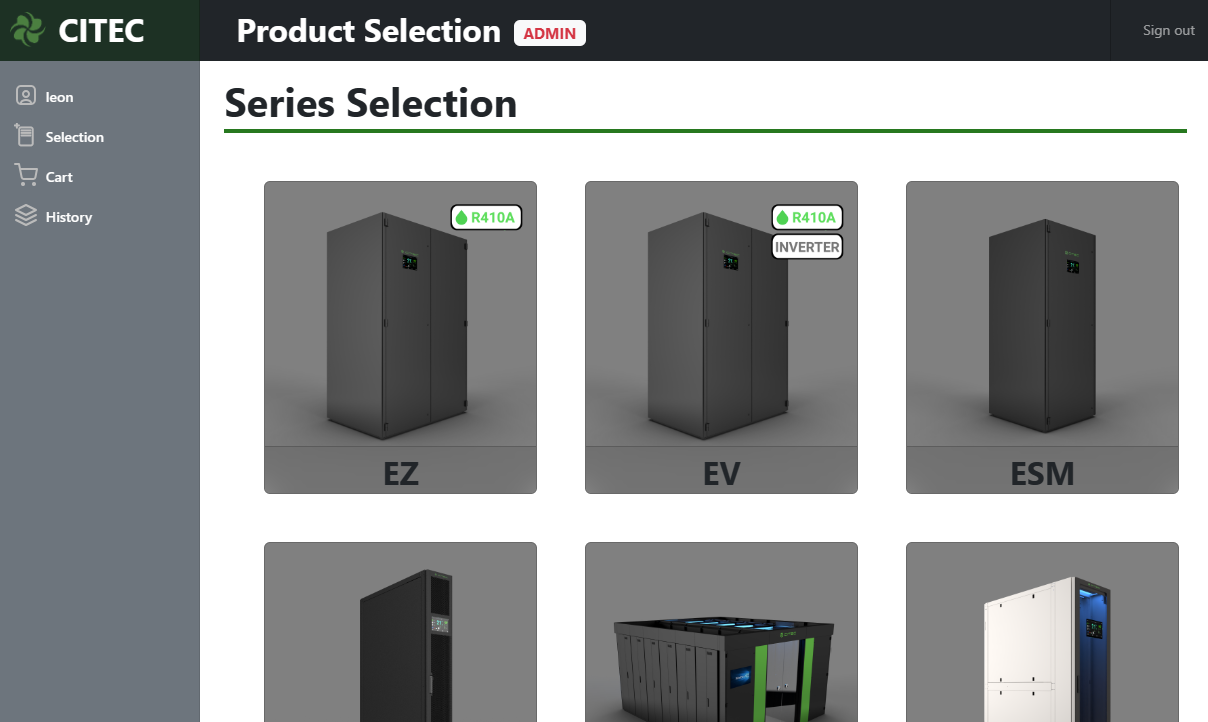 CITEC
Product Selection ADMIN
Sign out
leon
Selection
Cart
History
Series Selection
R410A
R410A
INVERTER
EZ
EV
ESM